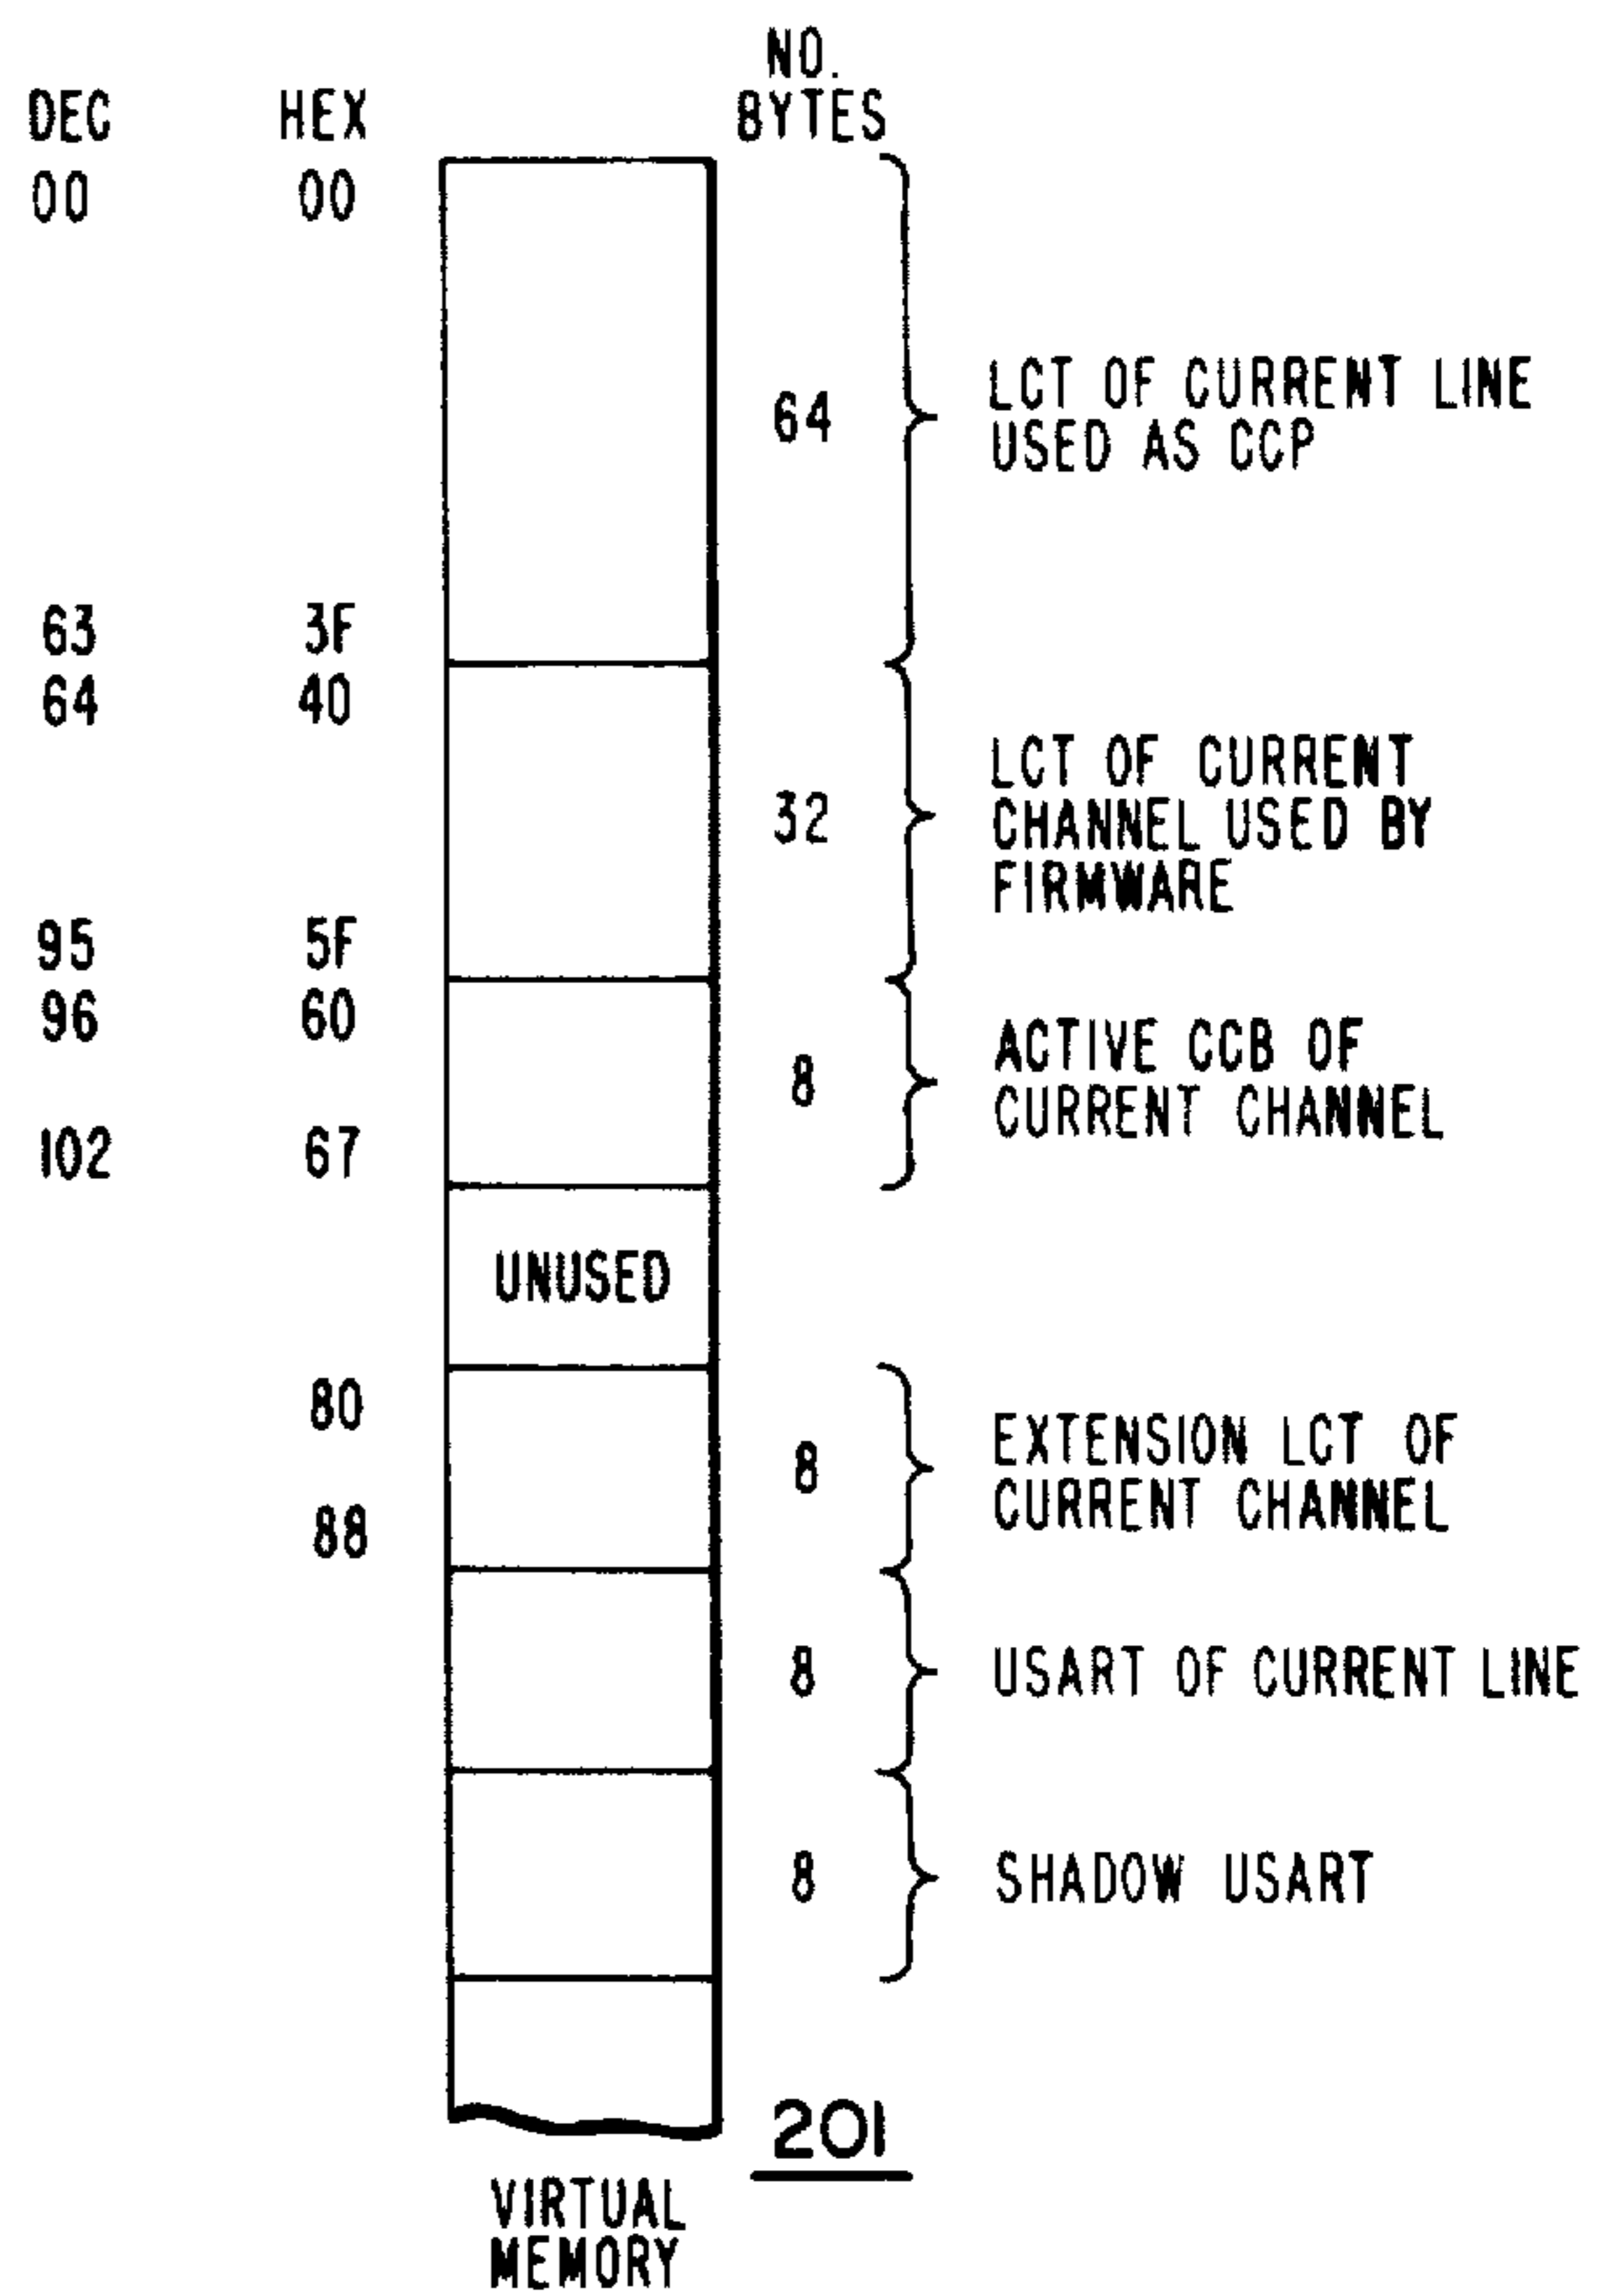 NO.
DEC HEX BYTES
00 00
64 LCT OF CURRENT LINE
USED AS CCP
63 3F
64 40
32 LCT OF CURRENT
CHANNEL USED BY
FIRMWARE
95 5F
96 60
8 ACTIVE CCB OF
CURRENT CHANNEL
102 67
UNUSED
80
8 EXTENSION LCT OF
CURRENT CHANNEL
88
8 USART OF CURRENT LINE
8 SHADOW USART
201
VIRTUAL
MEMORY